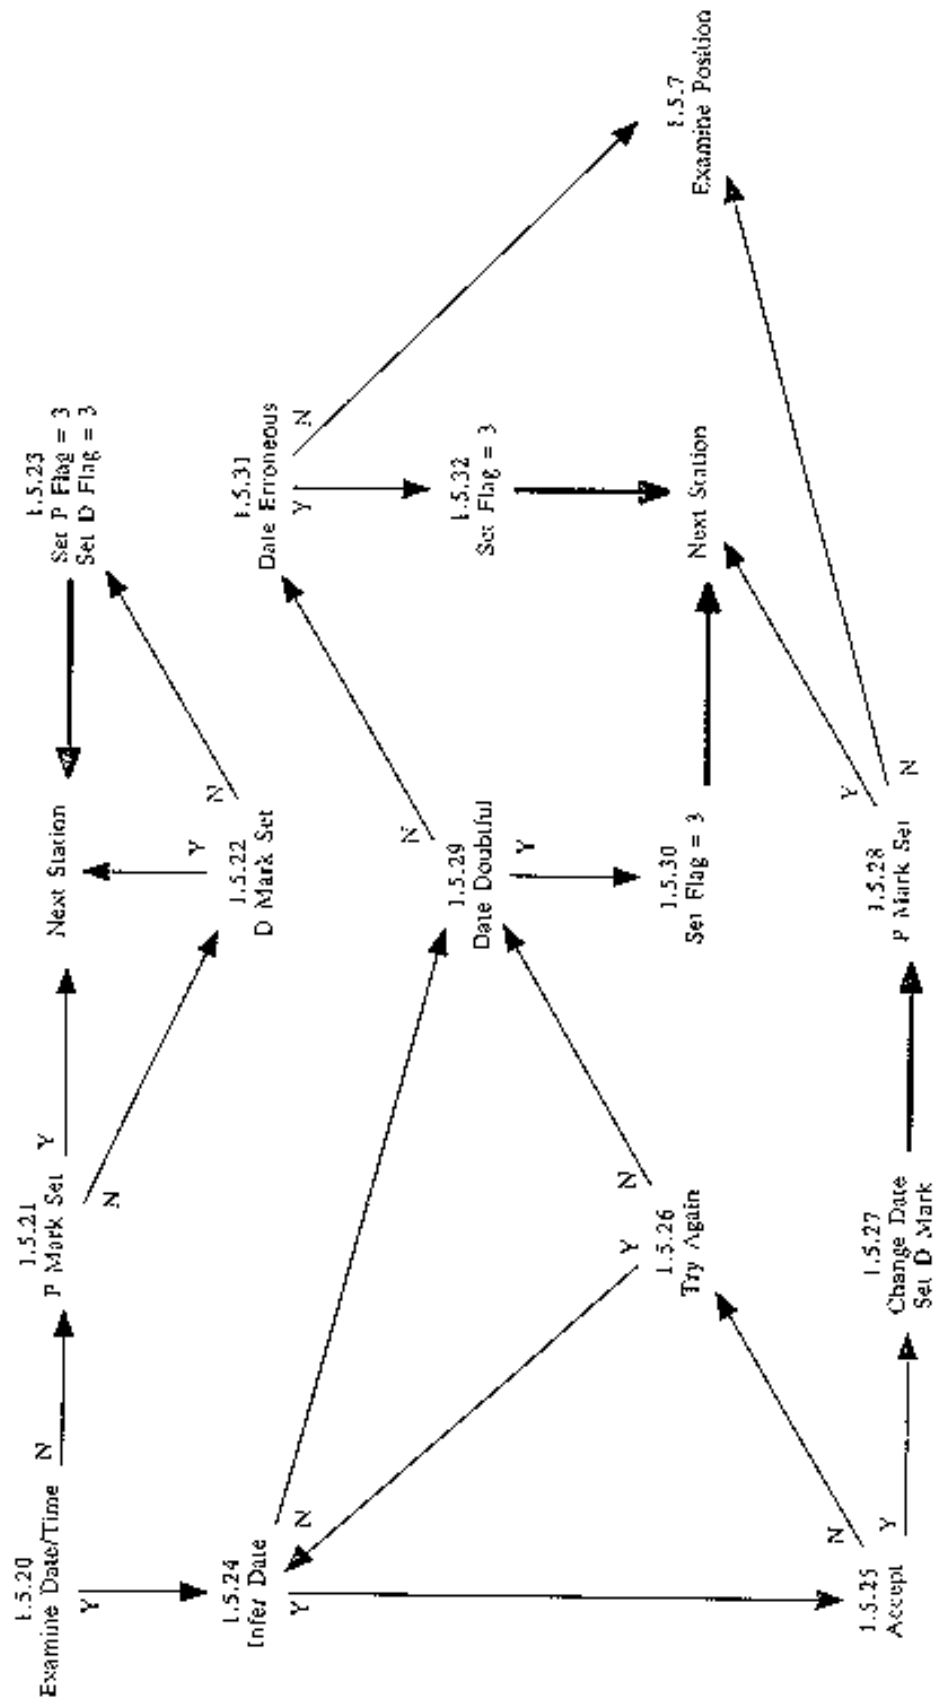 1.5.20
Examine Date/Time
N
Y
1.5.21
P Mark Set
Y
N
Next Station
1.5.23
Set P Flag = 3
Set D Flag = 3
1.5.22
D Mark Set
Y
N
1.5.24
Infer Date
Y
N
1.5.31
Date Erroneous
Y
N
1.5.29
Date Doubtful
N
Y
1.5.32
Set Flag = 3
1.5.26
Try Again
Y
N
1.5.30
Set Flag = 3
Next Station
1.5.7
Examine Position
1.5.25
Accept
N
Y
1.5.27
Change Date
Set D Mark
1.5.28
P Mark Set
Y
N